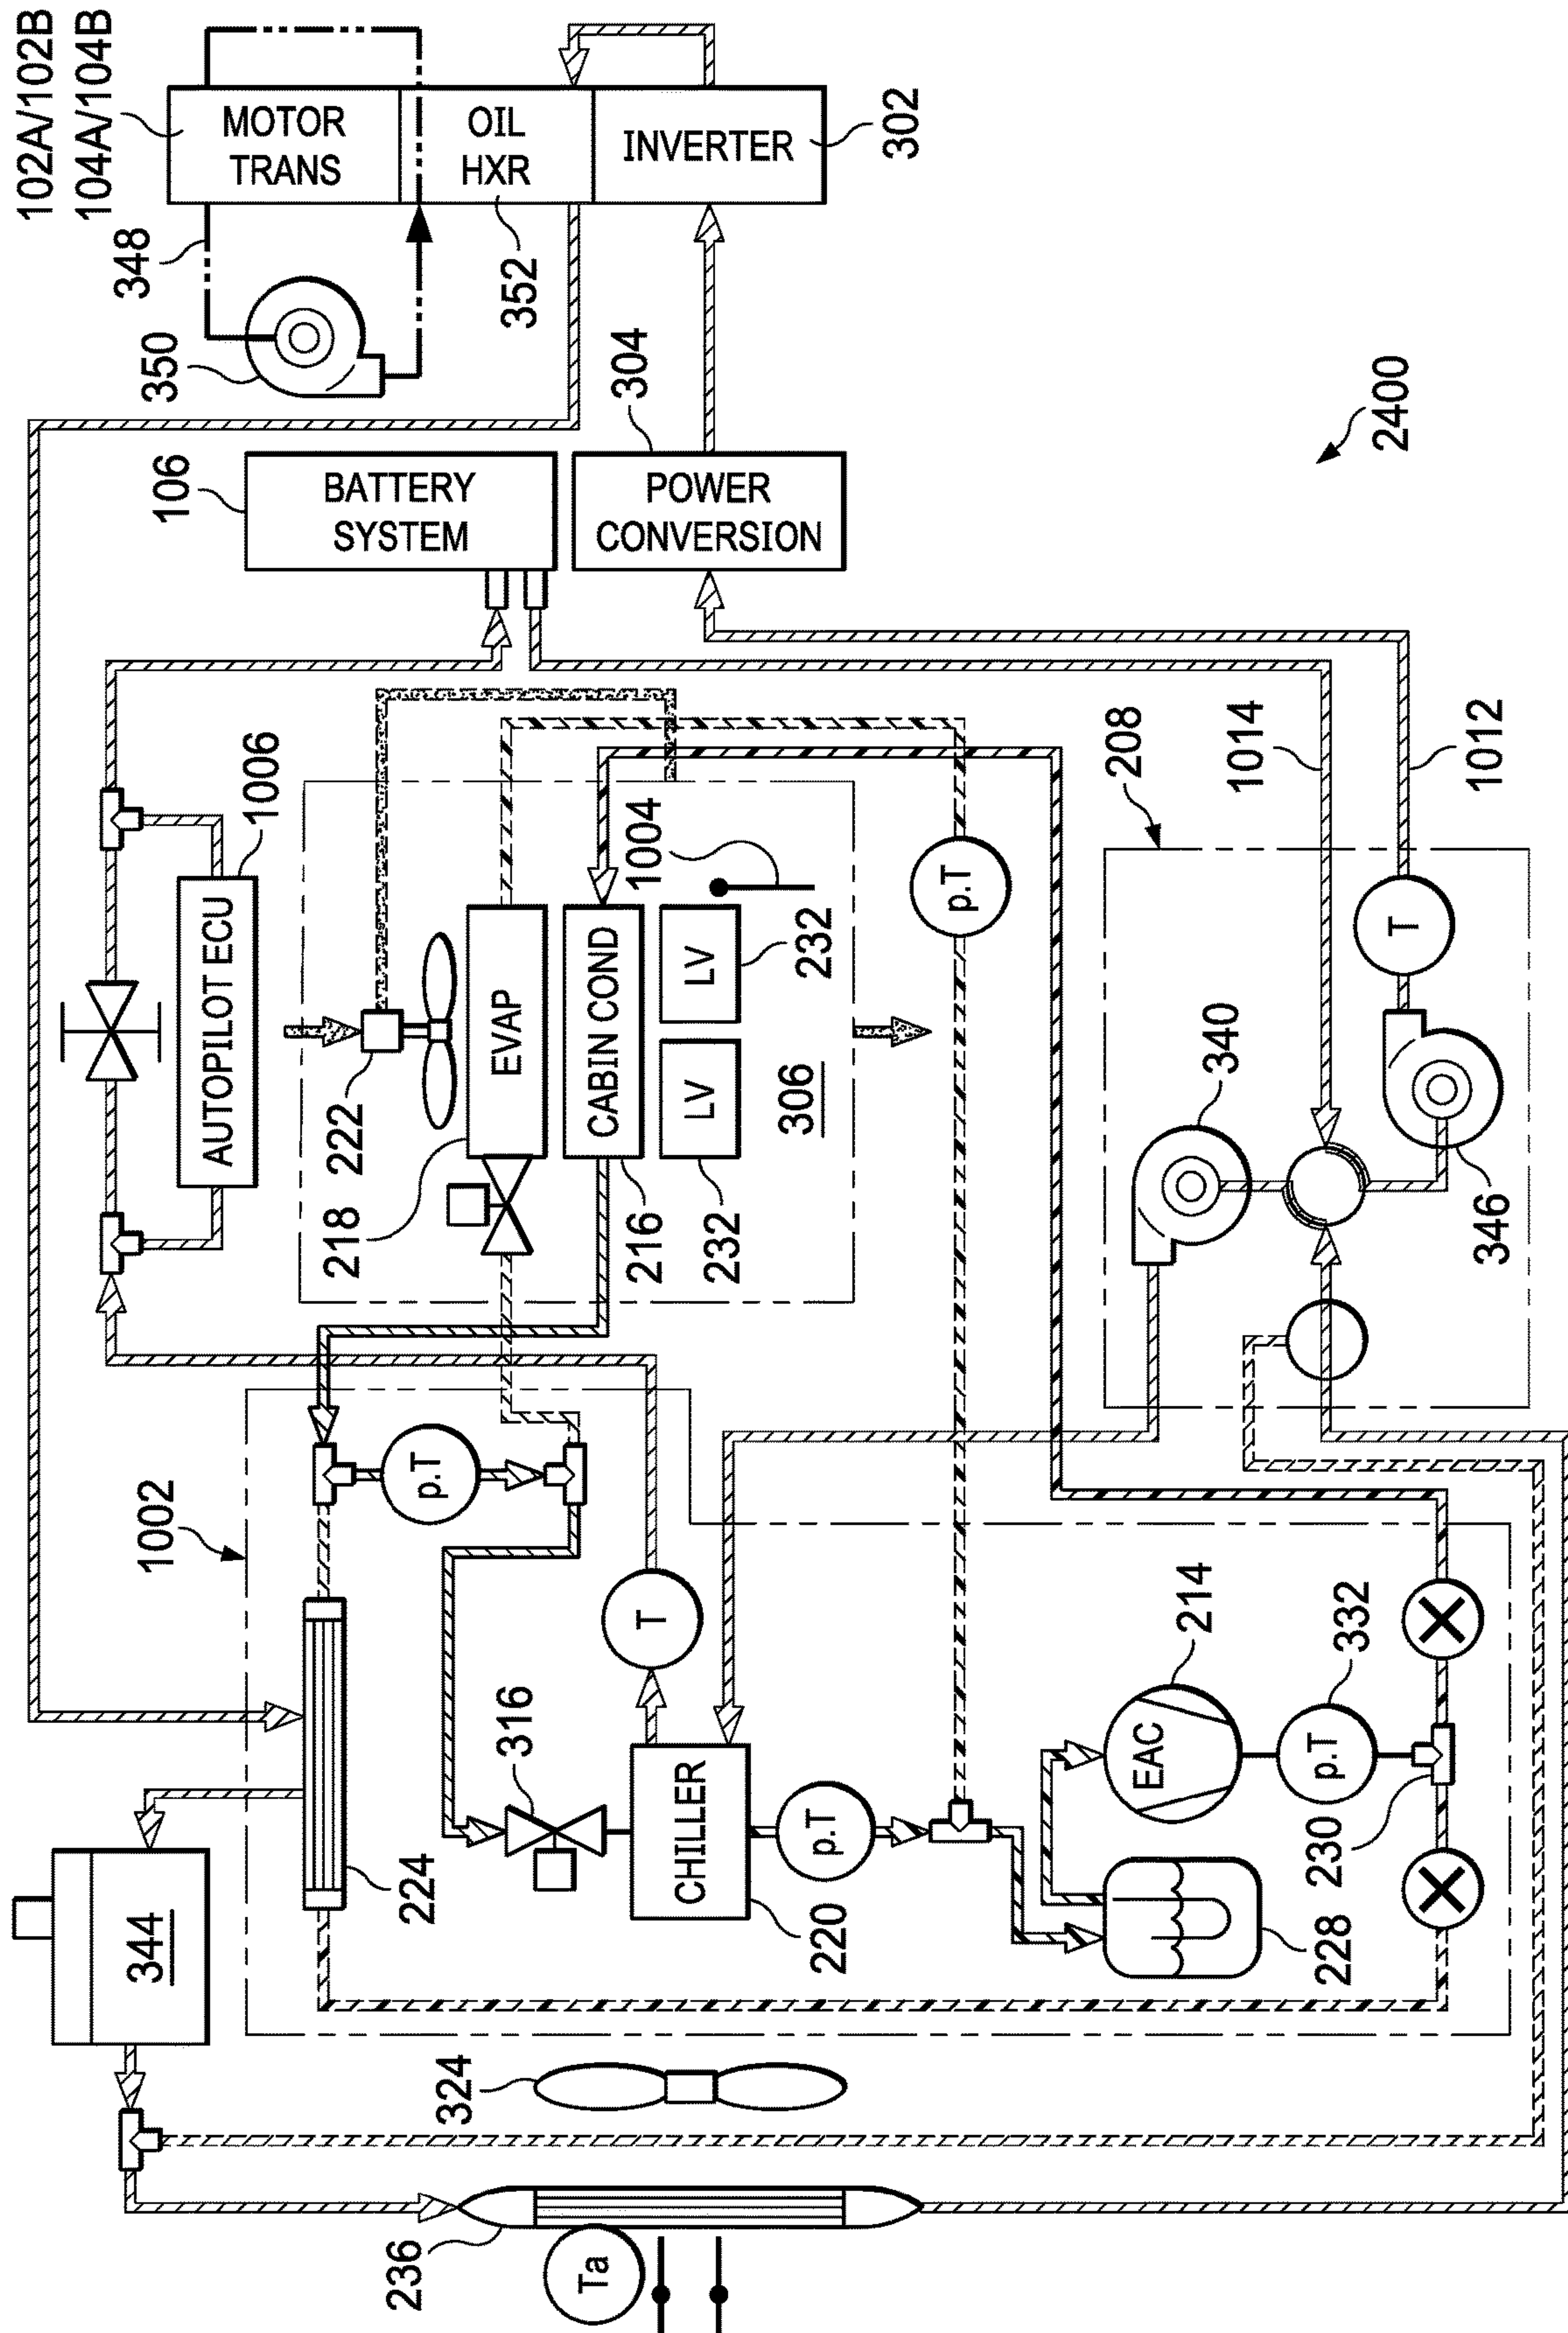 102A/102B
104A/104B
MOTOR
TRANS
OIL
HXR
INVERTER
302
348
350
352
304
106
BATTERY
SYSTEM
POWER
CONVERSION
2400
1006
AUTOPILOT ECU
222
EVAP
218
CABIN COND
216
LV
232
LV
232
306
1004
p.T
208
1014
1012
T
340
346
1002
p.T
T
316
CHILLER
220
p.T
224
344
EAC
214
p.T
332
230
228
324
236
Ta